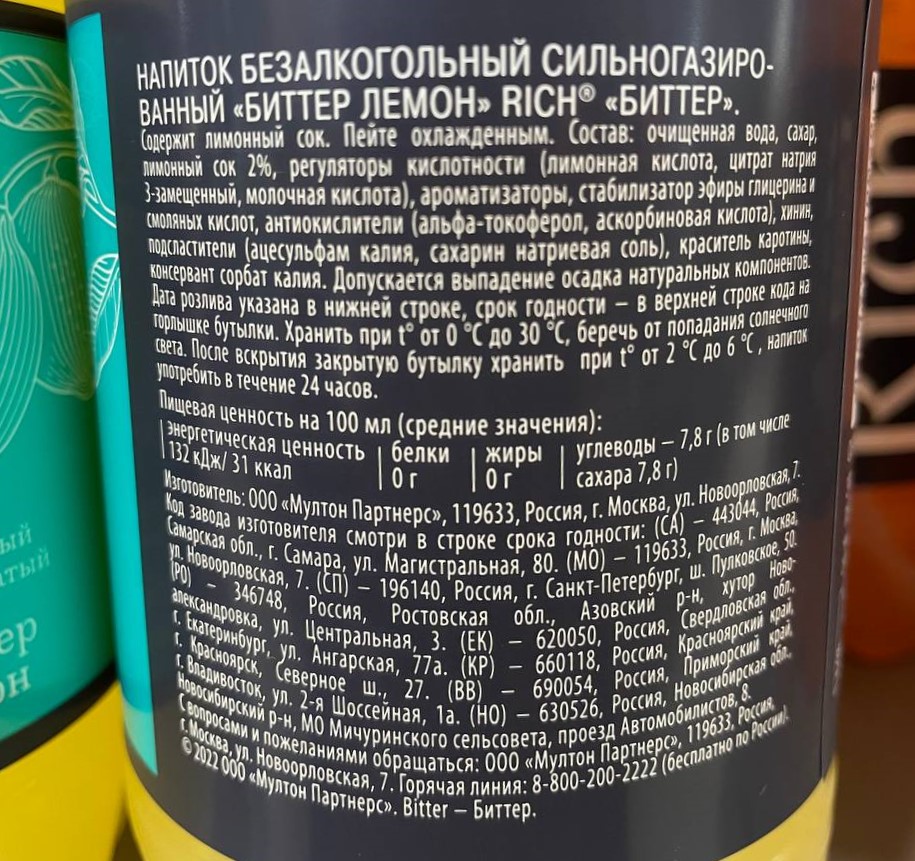 НАПИТОК БЕЗАЛКОГОЛЬНЫЙ СИЛЬНОГАЗИРО-
ВАННЫЙ «БИТТЕР ЛЕМОН» RICH® «БИТТЕР».
Содержит лимонный сок. Пейте охлажденным. Состав: очищенная вода, сахар,
лимонный сок 2%, регуляторы кислотности (лимонная кислота, цитрат натрия
3-замещенный, молочная кислота), ароматизаторы, стабилизатор эфиры глицерина и
смоляных кислот, антиокислители (альфа-токоферол, аскорбиновая кислота), хинин,
подсластители (ацесульфам калия, сахарин натриевая соль), краситель каротины,
консервант сорбат калия. Допускается выпадение осадка натуральных компонентов.
Дата розлива указана в нижней строке, срок годности – в верхней строке кода на
горлышке бутылки. Хранить при t° от 0 °C до 30 °C, беречь от попадания солнечного
света. После вскрытия закрытую бутылку хранить при t° от 2 °C до 6 °C, напиток
употребить в течение 24 часов.
Пищевая ценность на 100 мл (средние значения):
энергетическая ценность | белки | жиры | углеводы – 7,8 г (в том числе
132 кДж/ 31 ккал | 0 г | 0 г | сахара 7,8 г)
Изготовитель: ООО «Мултон Партнерс», 119633, Россия, г. Москва, ул. Новоорловская, 7.
Код завода изготовителя смотри в строке срока годности: (СА) – 443044, Россия,
Самарская обл., г. Самара, ул. Магистральная, 80. (МО) – 119633, Россия, г. Москва,
ул. Новоорловская, 7. (СП) – 196140, Россия, г. Санкт-Петербург, ш. Пулковское, 50.
(РО) – 346748, Россия, Ростовская обл., Азовский р-н, хутор Ново-
александровка, ул. Центральная, 3. (ЕК) – 620050, Россия, Свердловская обл.,
г. Екатеринбург, ул. Ангарская, 77а. (КР) – 660118, Россия, Красноярский край,
г. Красноярск, Северное ш., 27. (ВВ) – 690054, Россия, Приморский край,
г. Владивосток, ул. 2-я Шоссейная, 1а. (НО) – 630526, Россия, Новосибирская обл.,
Новосибирский р-н, МО Мичуринского сельсовета, проезд Автомобилистов, 8.
С вопросами и пожеланиями обращаться: ООО «Мултон Партнерс», 119633, Россия,
г. Москва, ул. Новоорловская, 7. Горячая линия: 8-800-200-2222 (бесплатно по России).
© 2022 ООО «Мултон Партнерс». Bitter – Биттер.